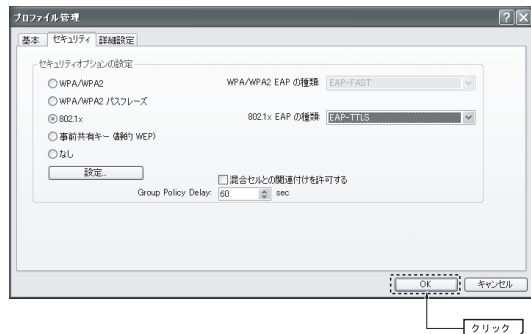 プロファイル管理
基本 セキュリティ 詳細設定
セキュリティオプションの設定
WPA/WPA2 WPA/WPA2 EAP の種類: EAP-FAST
WPA/WPA2 パスフレーズ
802.1x 802.1x EAP の種類: EAP-TTLS
事前共有キー (静的 WEP)
なし
設定...
混合セルとの関連付けを許可する
Group Policy Delay: 60 sec
OK キャンセル
クリック